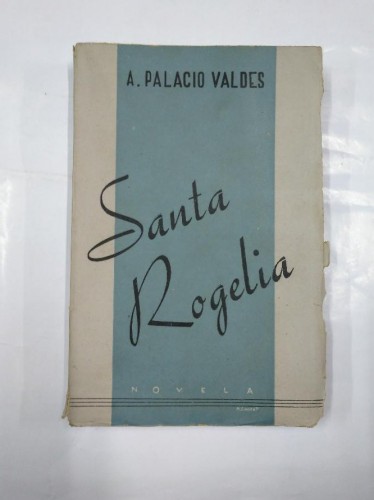 A. PALACIO VALDES
Santa
Rogelia
NOVELA